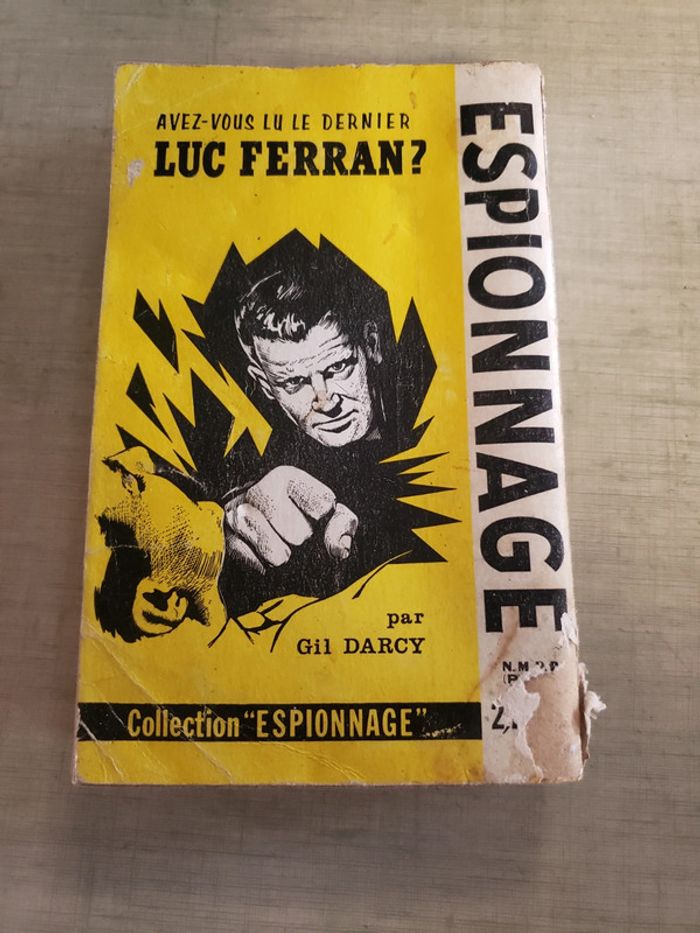 AVEZ-VOUS LU LE DERNIER
LUC FERRAN?
par
Gil DARCY
Collection "ESPIONNAGE"
ESPIONNAGE